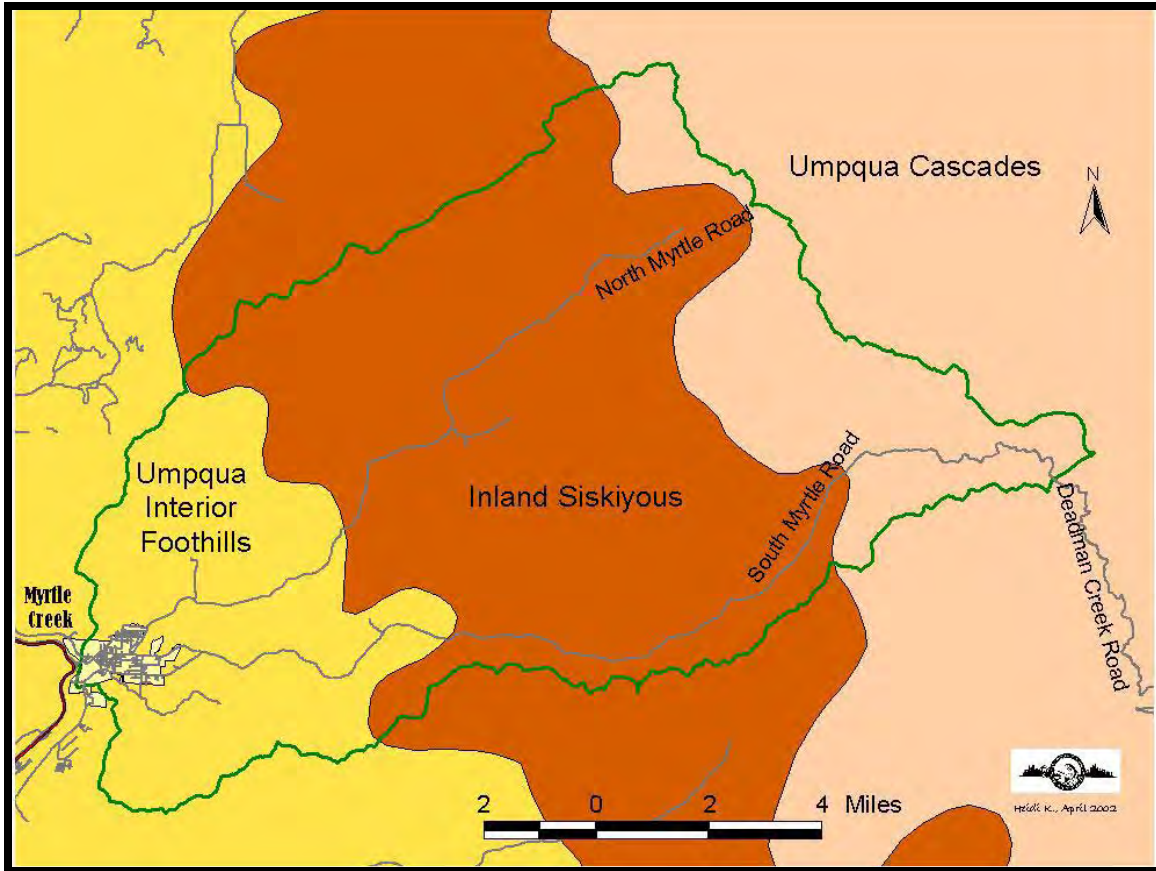 Umpqua Cascades
N
North Myrtle Road
Umpqua
Interior
Foothills
Inland Siskiyous
South Myrtle Road
Deadman Creek Road
Myrtle
Creek
2 0 2 4 Miles
Heidi K., April 2002